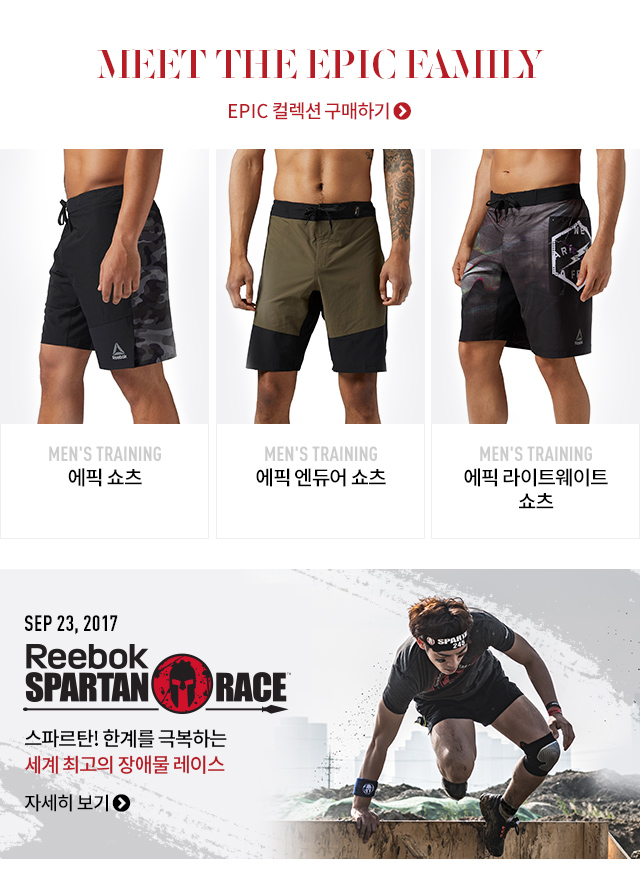 MEET THE EPIC FAMILY
EPIC 컬렉션 구매하기
Reebok
MEN'S TRAINING
에픽 쇼츠
MEN'S TRAINING
에픽 엔듀어 쇼츠
MEN'S TRAINING
에픽 라이트웨이트
쇼츠
SEP 23, 2017
Reebok
SPARTAN RACE
스파르탄! 한계를 극복하는
세계 최고의 장애물 레이스
자세히 보기
SPARTAN